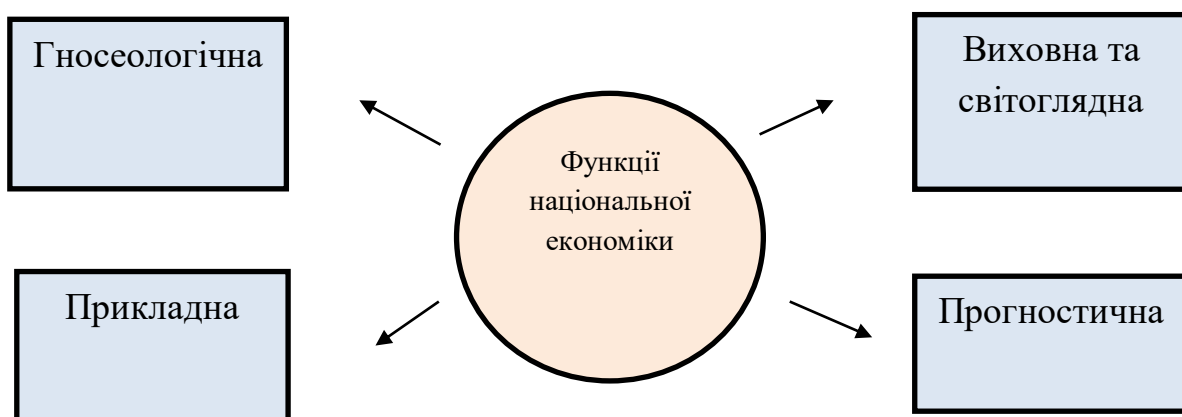 Гносеологічна
Виховна та
світоглядна
Функції
національної
економіки
Прикладна
Прогностична